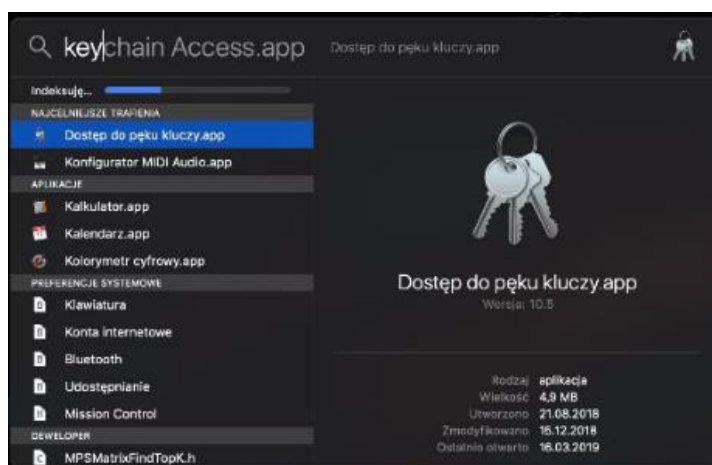 keychain Access.app
Dostęp do pęku kluczy.app
Indeksuję...
NAJCELNIEJSZE TRAFIENIA
Dostęp do pęku kluczy.app
Konfigurator MIDI Audio.app
APLIKACJE
Kalkulator.app
Kalendarz.app
Kolorymetr cyfrowy.app
PREFERENCJE SYSTEMOWE
Klawiatura
Konta internetowe
Bluetooth
Udostępnianie
Mission Control
DEWELOPER
MPSMatrixFindTopK.h
Dostęp do pęku kluczy.app
Wersja: 10.5
Rodzaj aplikacja
Wielkość 4,9 MB
Utworzono 21.08.2018
Zmodyfikowano 15.12.2018
Ostatnio otwarto 16.03.2019